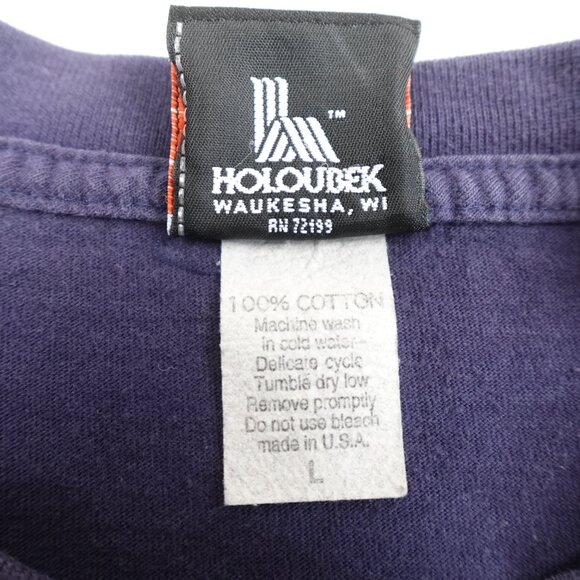 ™
HOLOUBEK
WAUKESHA, WI
RN 72199
100% COTTON
Machine wash
in cold water
Delicate cycle
Tumble dry low
Remove promptly
Do not use bleach
made in U.S.A.
L